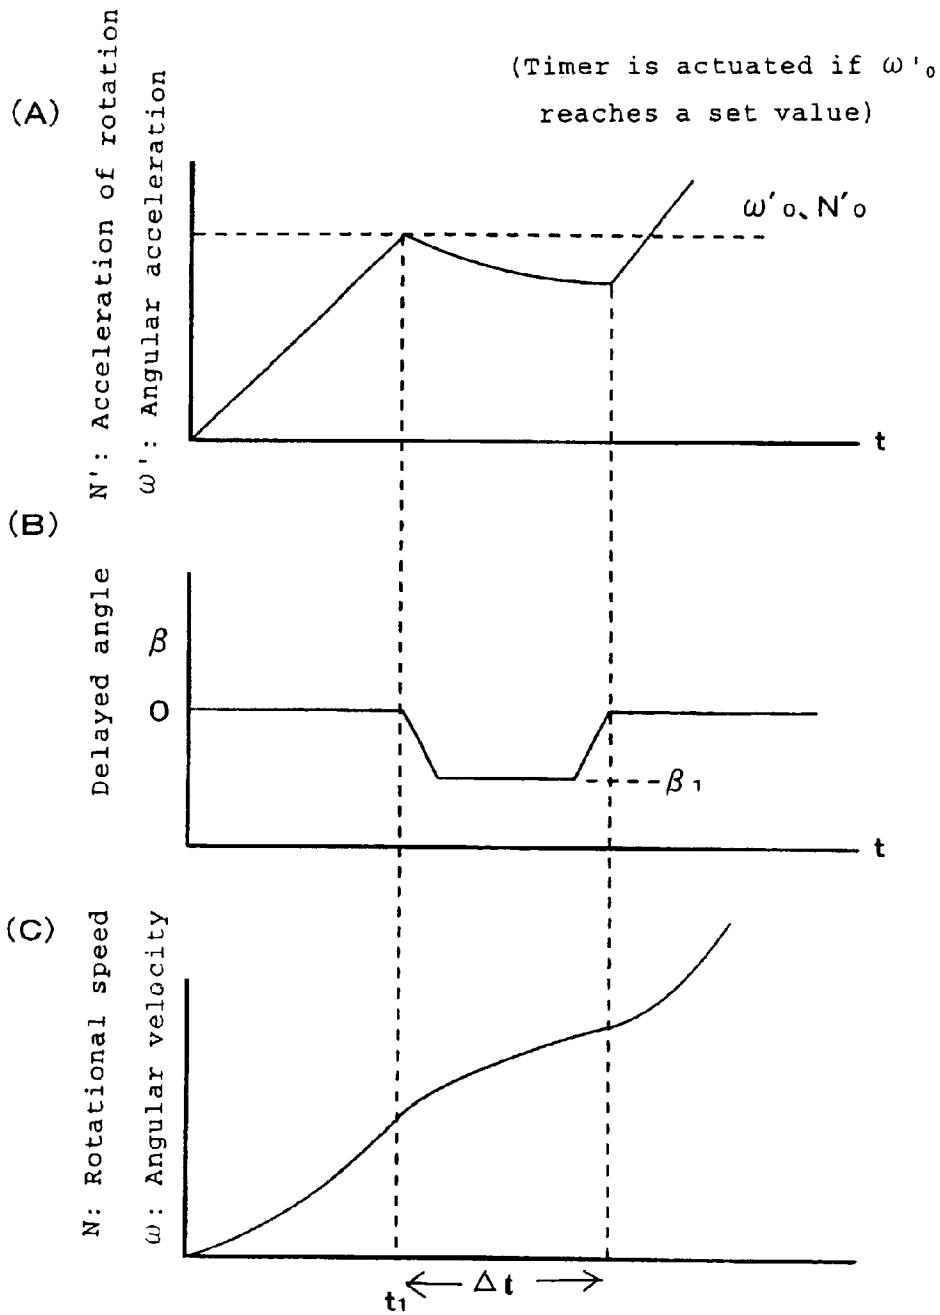 (Timer is actuated if ω'₀
reaches a set value)
(A)
N': Acceleration of rotation
ω': Angular acceleration
ω'₀、N'₀
t
(B)
Delayed angle
β
0
β₁
t
(C)
N: Rotational speed
ω: Angular velocity
t₁
Δt